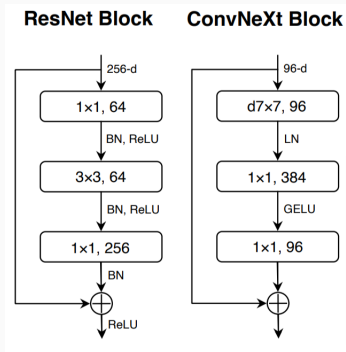 ResNet Block
256-d
1×1, 64
BN, ReLU
3×3, 64
BN, ReLU
1×1, 256
BN
ReLU
ConvNeXt Block
96-d
d7×7, 96
LN
1×1, 384
GELU
1×1, 96